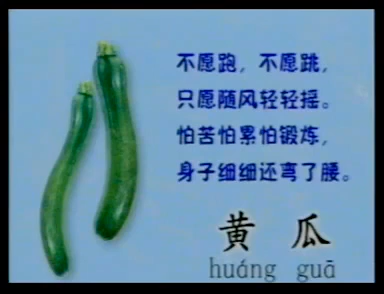 不愿跑，不愿跳，
只愿随风轻轻摇。
怕苦怕累怕锻炼，
身子细细还弯了腰。
黄瓜
huáng guā